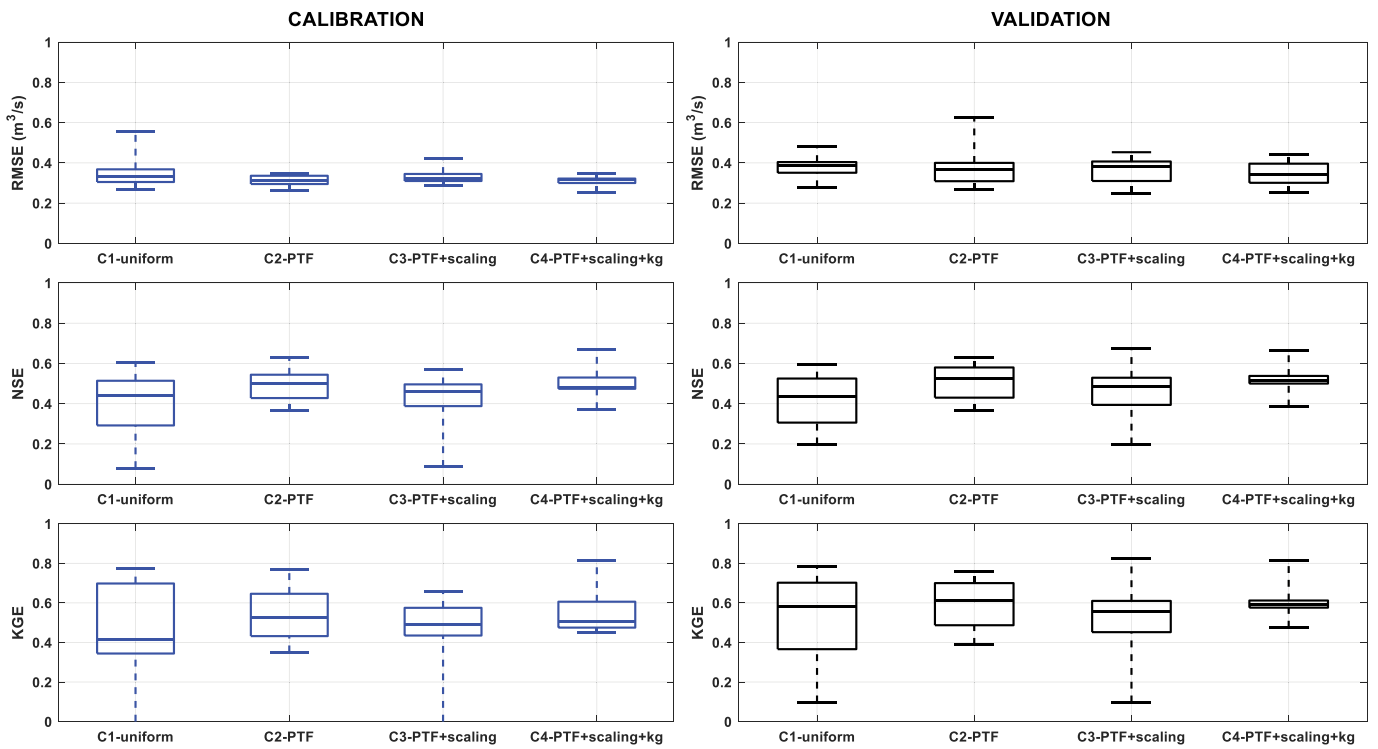 CALIBRATION
VALIDATION
RMSE (m³/s)
1
0.8
0.6
0.4
0.2
0
C1-uniform C2-PTF C3-PTF+scaling C4-PTF+scaling+kg
RMSE (m³/s)
1
0.8
0.6
0.4
0.2
0
C1-uniform C2-PTF C3-PTF+scaling C4-PTF+scaling+kg
NSE
1
0.8
0.6
0.4
0.2
0
C1-uniform C2-PTF C3-PTF+scaling C4-PTF+scaling+kg
NSE
1
0.8
0.6
0.4
0.2
0
C1-uniform C2-PTF C3-PTF+scaling C4-PTF+scaling+kg
KGE
1
0.8
0.6
0.4
0.2
0
C1-uniform C2-PTF C3-PTF+scaling C4-PTF+scaling+kg
KGE
1
0.8
0.6
0.4
0.2
0
C1-uniform C2-PTF C3-PTF+scaling C4-PTF+scaling+kg